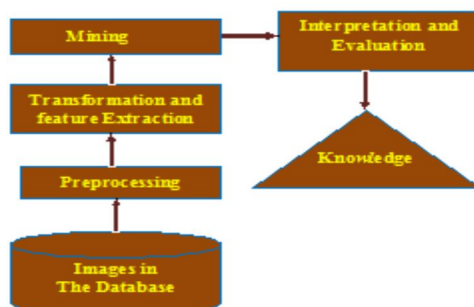 Mining
Interpretation and
Evaluation
Transformation and
feature Extraction
Knowledge
Preprocessing
Images in
The Database